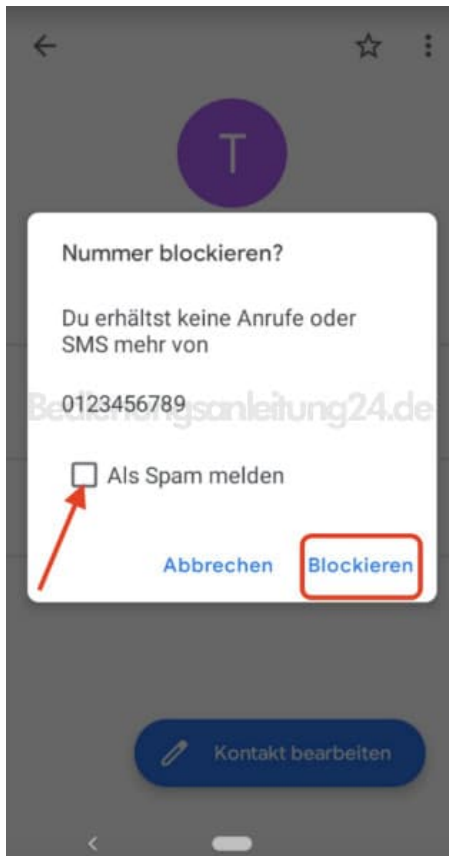 T
Nummer blockieren?
Du erhältst keine Anrufe oder
SMS mehr von
0123456789
Bedienungsanleitung24.de
Als Spam melden
Abbrechen Blockieren
Kontakt bearbeiten